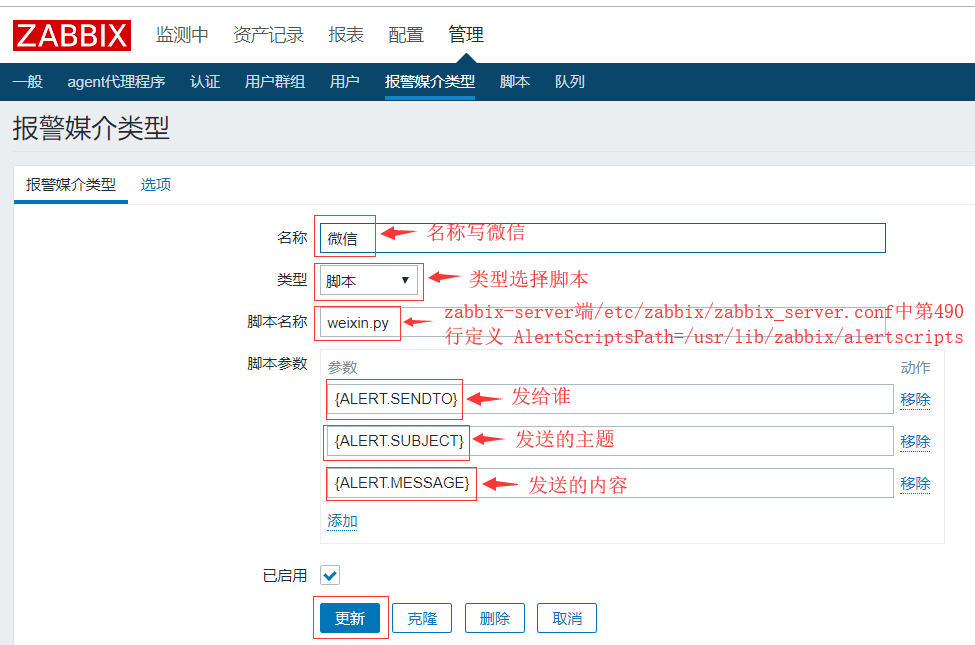 ZABBIX 监测中 资产记录 报表 配置 管理
一般 agent代理程序 认证 用户群组 用户 报警媒介类型 脚本 队列
报警媒介类型
报警媒介类型 选项
名称 微信 名称写微信
类型 脚本 类型选择脚本
脚本名称 weixin.py zabbix-server端/etc/zabbix/zabbix_server.conf中第490
行定义 AlertScriptsPath=/usr/lib/zabbix/alertscripts
脚本参数 参数 动作
{ALERT.SENDTO} 发给谁 移除
{ALERT.SUBJECT} 发送的主题 移除
{ALERT.MESSAGE} 发送的内容 移除
添加
已启用
更新 克隆 删除 取消